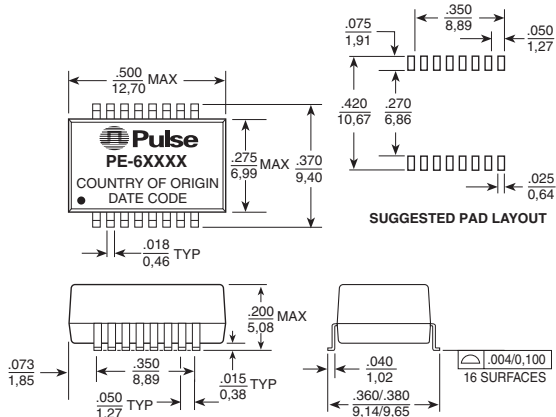 .500
12,70
MAX
Pulse
PE-6XXXX
COUNTRY OF ORIGIN
DATE CODE
.275
6,99
MAX
.370
9,40
.018
0,46
TYP
.075
1,91
.350
8,89
.050
1,27
.420
10,67
.270
6,86
.025
0,64
SUGGESTED PAD LAYOUT
.200
5,08
MAX
.073
1,85
.350
8,89
.050
1,27
TYP
.015
0,38
TYP
.040
1,02
.360/.380
9,14/9,65
.004/0,100
16 SURFACES